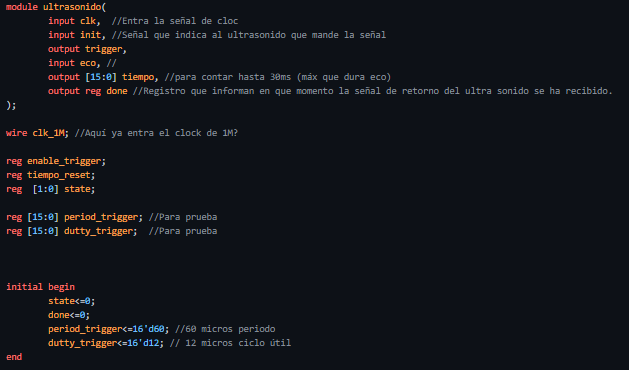 module ultrasonido(
input clk,  //Entra la señal de cloc
input init, //Señal que indica al ultrasonido que mande la señal
output trigger,
input eco, //
output [15:0] tiempo, //para contar hasta 30ms (máx que dura eco)
output reg done //Registro que informan en que momento la señal de retorno del ultra sonido se ha recibido.
);
wire clk_1M; //Aquí ya entra el clock de 1M?
reg enable_trigger;
reg tiempo_reset;
reg  [1:0] state;
reg [15:0] period_trigger; //Para prueba
reg [15:0] dutty_trigger;  //Para prueba
initial begin
state<=0;
done<=0;
period_trigger<=16'd60; //60 micros periodo
dutty_trigger<=16'd12; // 12 micros ciclo útil
end